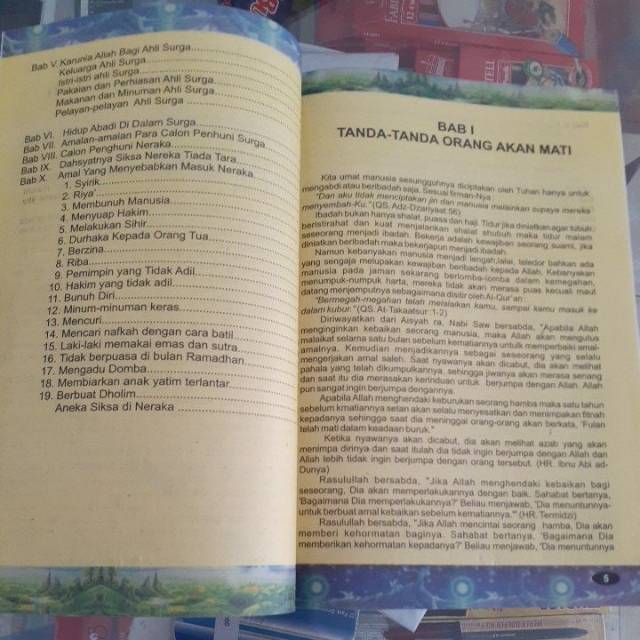 Bab V. Karunia Allah Bagi Ahli Surga
Keluarga Ahli Surga
Istri-istri ahli Surga
Pakaian dan Perhiasan Ahli Surga
Makanan dan Minuman Ahli Surga
Pelayan-pelayan Ahli Surga
Bab VI. Hidup Abadi Di Dalam Surga
Bab VII. Amalan-amalan Para Calon Penhuni Surga
Bab VIII. Calon Penghuni Neraka
Bab IX. Dahsyatnya Siksa Nereka Tiada Tara
Bab X. Amal Yang Menyebabkan Masuk Neraka.
1. Syirik
2. Riya'
3. Membunuh Manusia
4. Menyuap Hakim
5. Melakukan Sihir
6. Durhaka Kepada Orang Tua
7. Berzina
8. Riba
9. Pemimpin yang Tidak Adil
10. Hakim yang tidak adil
11. Bunuh Diri
12. Minum-minuman keras
13. Mencuri
14. Mencari nafkah dengan cara batil
15. Laki-laki memakai emas dan sutra
16. Tidak berpuasa di bulan Ramadhan
17. Mengadu Domba
18. Membiarkan anak yatim terlantar
19. Berbuat Dholim
Aneka Siksa di Neraka
BAB I
TANDA-TANDA ORANG AKAN MATI
Kita umat manusia sesungguhnya diciptakan oleh Tuhan hanya untuk
mengabdi atau beribadah saja. Sesuai firman-Nya
"Dan aku tidak menciptakan jin dan manusia melainkan supaya mereka
menyembah-Ku." (QS. Adz-Dzariyaat:56)
Ibadah bukan hanya shalat, puasa dan haji. Tidur jika diniatkan agar tubuh
beristirahat dan kuat menjalankan shalat shubuh maka tidur malam
seseorang menjadi ibadah. Bekerja adalah kewajiban seorang suami, jika
diniatkan beribadah maka bekerjapun menjadi ibadah.
Namun kebanyakan manusia menjadi lengah,lalai, teledor bahkan ada
yang sengaja melupakan kewajiban beribadah kepada Allah. Kebanyakan
manusia pada jaman sekarang berlomba-lomba dalam kemegahan,
menumpuk-numpuk harta, mereka tidak akan merasa puas kecuali maut
datang menjemputnya sebagaimana disitir oleh Al-Qur'an:
"Bermegah-megahan telah melalaikan kamu, sampai kamu masuk ke
dalam kubur." (QS. At-Takaatsur:1-2)
Diriwayatkan dari Aisyah ra, Nabi Saw bersabda, "Apabila Allah
menginginkan kebaikan seorang manusia, maka Allah akan mengutus
malaikat selama satu bulan sebelum kematiannya untuk memperbaiki amal-
amalnya. Kemudian menjadikannya sebagai seseorang yang selalu
mengerjakan amal saleh. Saat nyawanya akan dicabut, dia akan melihat
pahala yang telah dikumpulkannya, sehingga jiwanya akan merasa senang
dan saat itu dia merasakan kerinduan untuk berjumpa dengan Allah. Allah
pun sangat ingin berjumpa dengannya.
Apabila Allah menghendaki keburukan seorang hamba maka satu tahun
sebelum kmatiannya setan akan selalu menyesatkan dan menimpakan fitnah
kepadanya sehingga saat dia meninggal orang-orang akan berkata, 'Fulan
telah mati dalam keadaan buruk."
Ketika nyawanya akan dicabut, dia akan melihat azab yang akan
menimpa dirinya-dan saat itulah dia tidak ingin berjumpa dengan Allah dan
Allah lebih tidak ingin berjumpa dengan orang tersebut. (HR. Ibnu Abi ad-
Dunya)
Rasulullah bersabda, "Jika Allah menghendaki kebaikan bagi
seseorang, Dia akan memperlakukannya dengan baik. Sahabat bertanya,
'Bagaimana Dia memperlakukannya?' Beliau menjawab, 'Dia menuntunnya-
untuk berbuat amal kebaikan sebelum kematiannya.'" (HR. Termidzi)
Rasulullah bersabda, "Jika Allah mencintai seorang hamba, Dia akan
memberi kehormatan baginya. Sahabat bertanya, 'Bagaimana Dia
memberikan kehormatan kepadanya?' Beliau menjawab, 'Dia menuntunnya
5